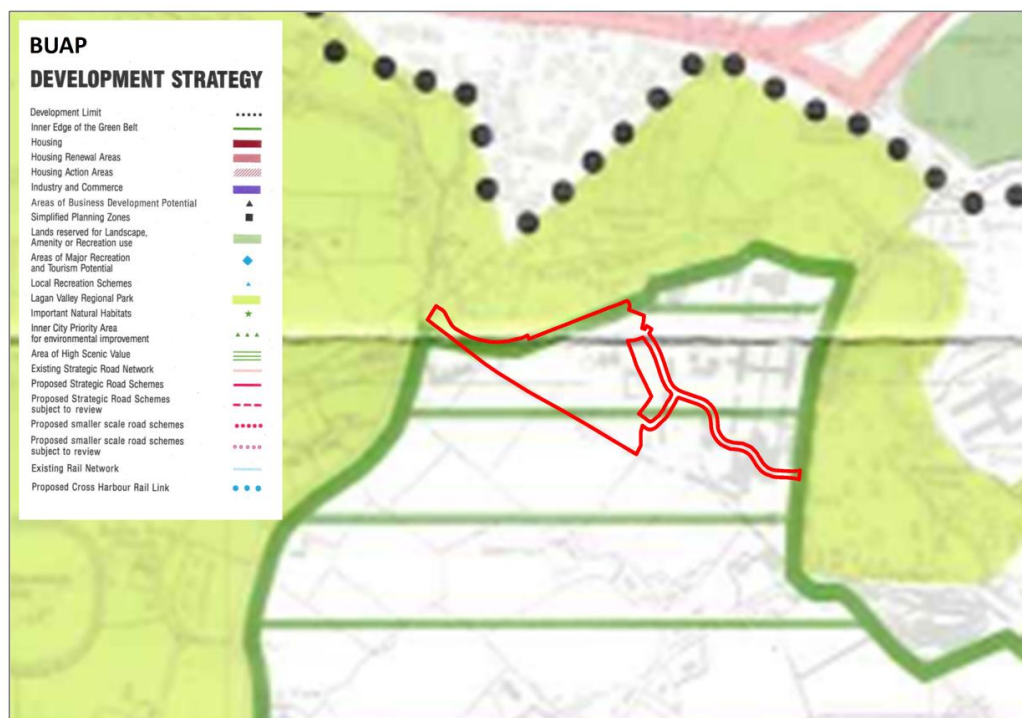 BUAP
DEVELOPMENT STRATEGY
Development Limit
Inner Edge of the Green Belt
Housing
Housing Renewal Areas
Housing Action Areas
Industry and Commerce
Areas of Business Development Potential
Simplified Planning Zones
Lands reserved for Landscape,
Amenity or Recreation use
Areas of Major Recreation
and Tourism Potential
Local Recreation Schemes
Lagan Valley Regional Park
Important Natural Habitats
Inner City Priority Area
for environmental improvement
Area of High Scenic Value
Existing Strategic Road Network
Proposed Strategic Road Schemes
Proposed Strategic Road Schemes
subject to review
Proposed smaller scale road schemes
Proposed smaller scale road schemes
subject to review
Existing Rail Network
Proposed Cross Harbour Rail Link